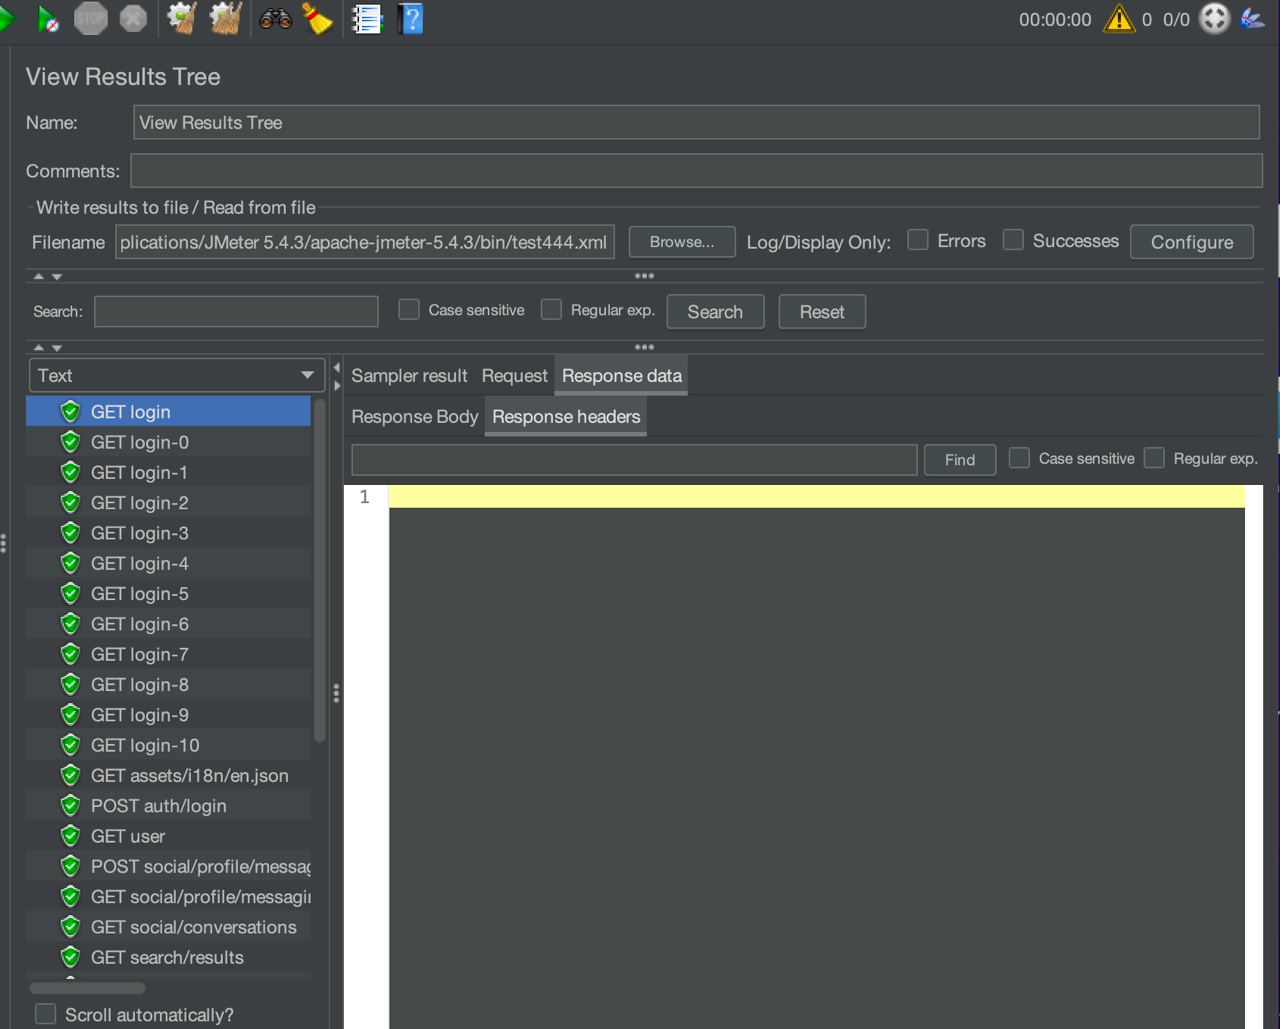 STOP
?
00:00:00 0 0/0
View Results Tree
Name: View Results Tree
Comments:
Write results to file / Read from file
Filename plications/JMeter 5.4.3/apache-jmeter-5.4.3/bin/test444.xml Browse... Log/Display Only: Errors Successes Configure
Search: Case sensitive Regular exp. Search Reset
Text
Sampler result Request Response data
Response Body Response headers
Find Case sensitive Regular exp.
1
GET login
GET login-0
GET login-1
GET login-2
GET login-3
GET login-4
GET login-5
GET login-6
GET login-7
GET login-8
GET login-9
GET login-10
GET assets/i18n/en.json
POST auth/login
GET user
POST social/profile/messag
GET social/profile/messagin
GET social/conversations
GET search/results
Scroll automatically?